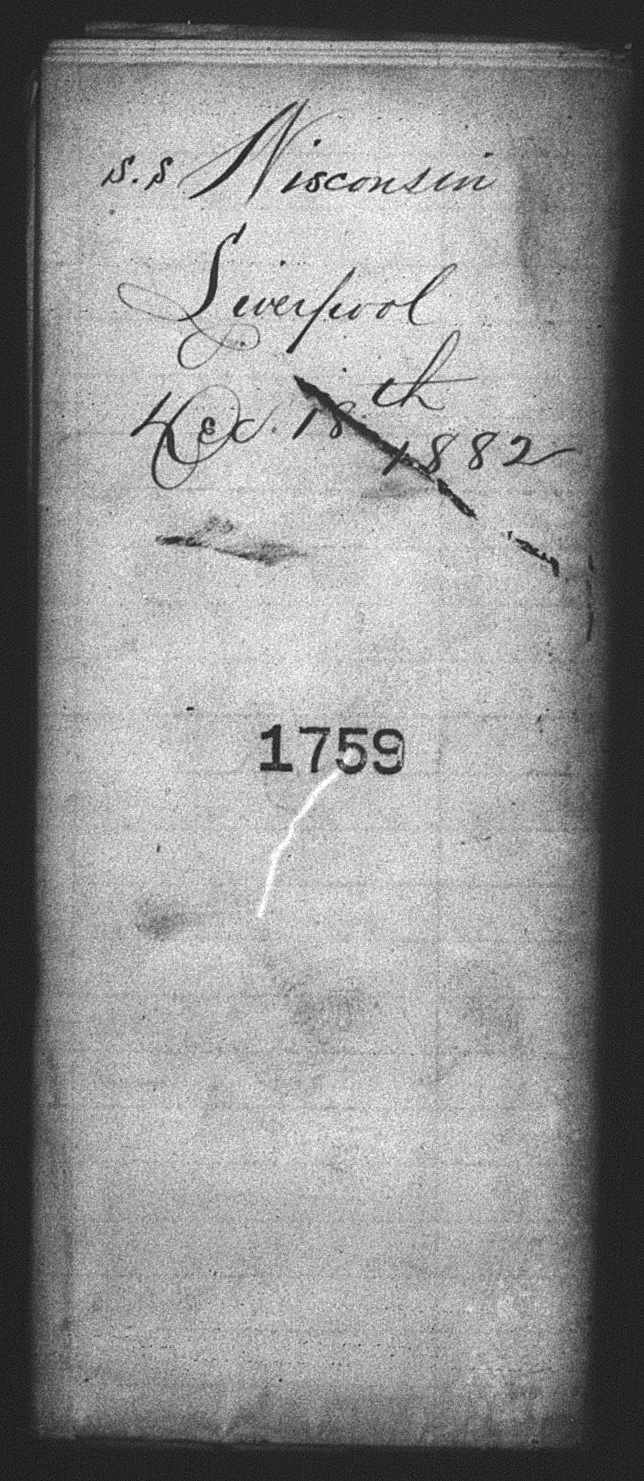 s.s Wisconsin
Liverpool
Dec. 18th
1882
1759